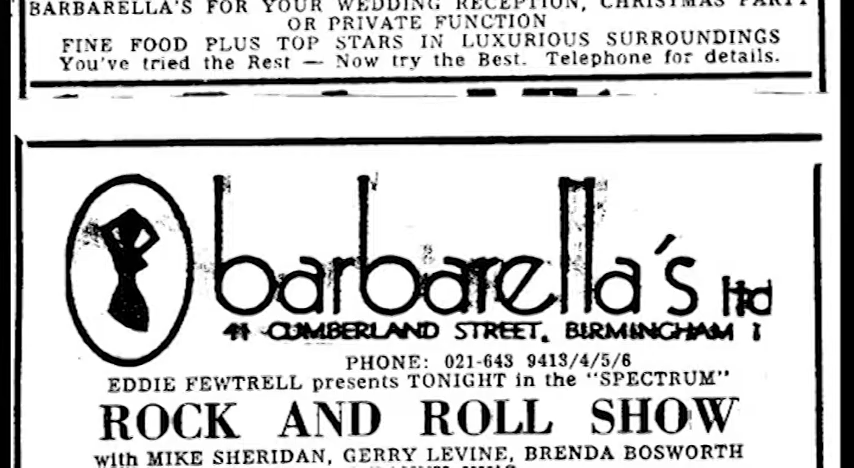 BARBARELLA'S FOR YOUR WEDDING RECEPTION, CHRISTMAS PARTY
OR PRIVATE FUNCTION
FINE FOOD PLUS TOP STARS IN LUXURIOUS SURROUNDINGS
You've tried the Rest — Now try the Best. Telephone for details.
barbarella's ltd
41 CUMBERLAND STREET, BIRMINGHAM 1
PHONE: 021-643 9413/4/5/6
EDDIE FEWTRELL presents TONIGHT in the "SPECTRUM"
ROCK AND ROLL SHOW
with MIKE SHERIDAN, GERRY LEVINE, BRENDA BOSWORTH